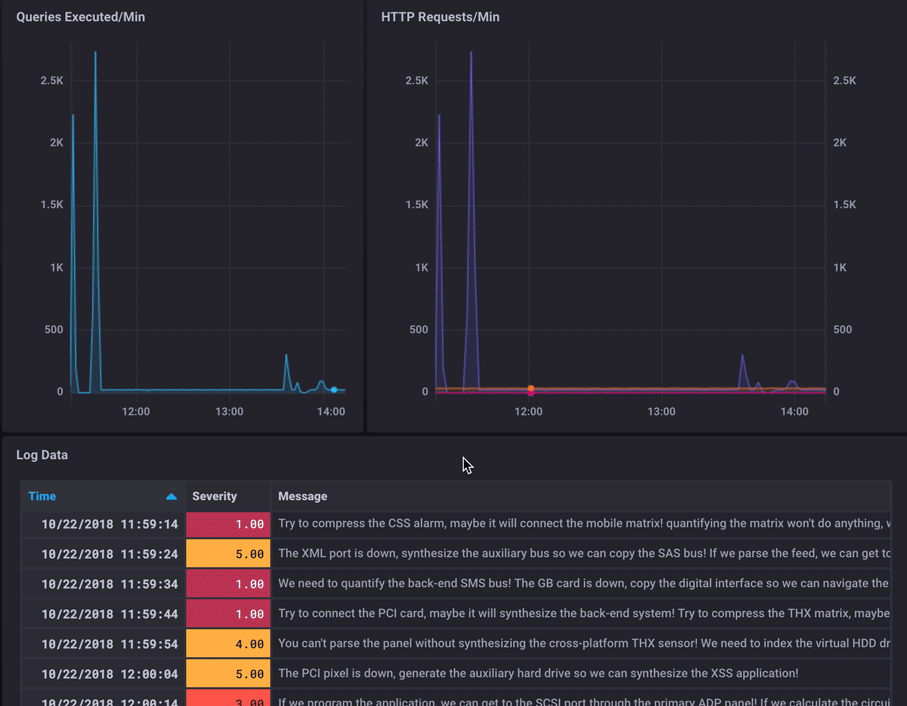 Queries Executed/Min
2.5K
2K
1.5K
1K
500
0
12:00 13:00 14:00
HTTP Requests/Min
2.5K 2.5K
2K 2K
1.5K 1.5K
1K 1K
500 500
0 0
12:00 13:00 14:00
Log Data
Time Severity Message
10/22/2018 11:59:14 1.00 Try to compress the CSS alarm, maybe it will connect the mobile matrix! quantifying the matrix won't do anything,
10/22/2018 11:59:24 5.00 The XML port is down, synthesize the auxiliary bus so we can copy the SAS bus! If we parse the feed, we can get to
10/22/2018 11:59:34 1.00 We need to quantify the back-end SMS bus! The GB card is down, copy the digital interface so we can navigate the
10/22/2018 11:59:44 1.00 Try to connect the PCI card, maybe it will synthesize the back-end system! Try to compress the THX matrix, maybe
10/22/2018 11:59:54 4.00 You can't parse the panel without synthesizing the cross-platform THX sensor! We need to index the virtual HDD dr
10/22/2018 12:00:04 5.00 The PCI pixel is down, generate the auxiliary hard drive so we can synthesize the XSS application!
10/22/2018 12:00:14 3.00 If we program the application, we can get to the SCSI port through the primary ADP panel! If we calculate the circui